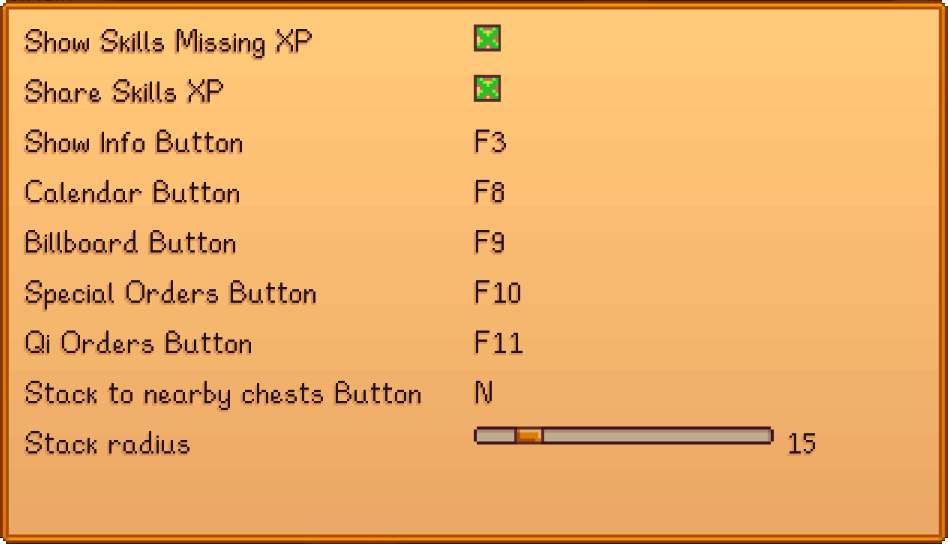 Show Skills Missing XP
Share Skills XP
Show Info Button F3
Calendar Button F8
Billboard Button F9
Special Orders Button F10
Qi Orders Button F11
Stack to nearby chests Button N
Stack radius 15